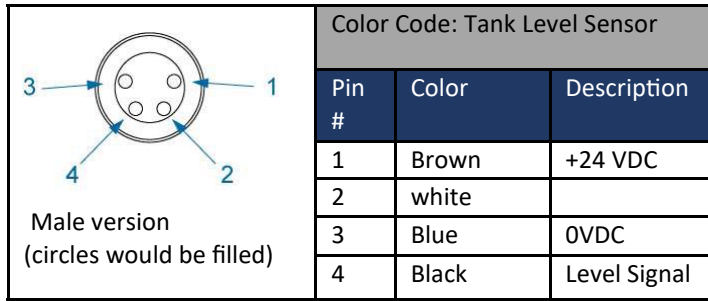 3
1
4
2
Male version
(circles would be filled)
Color Code: Tank Level Sensor
Pin # Color Description
1 Brown +24 VDC
2 white
3 Blue 0VDC
4 Black Level Signal